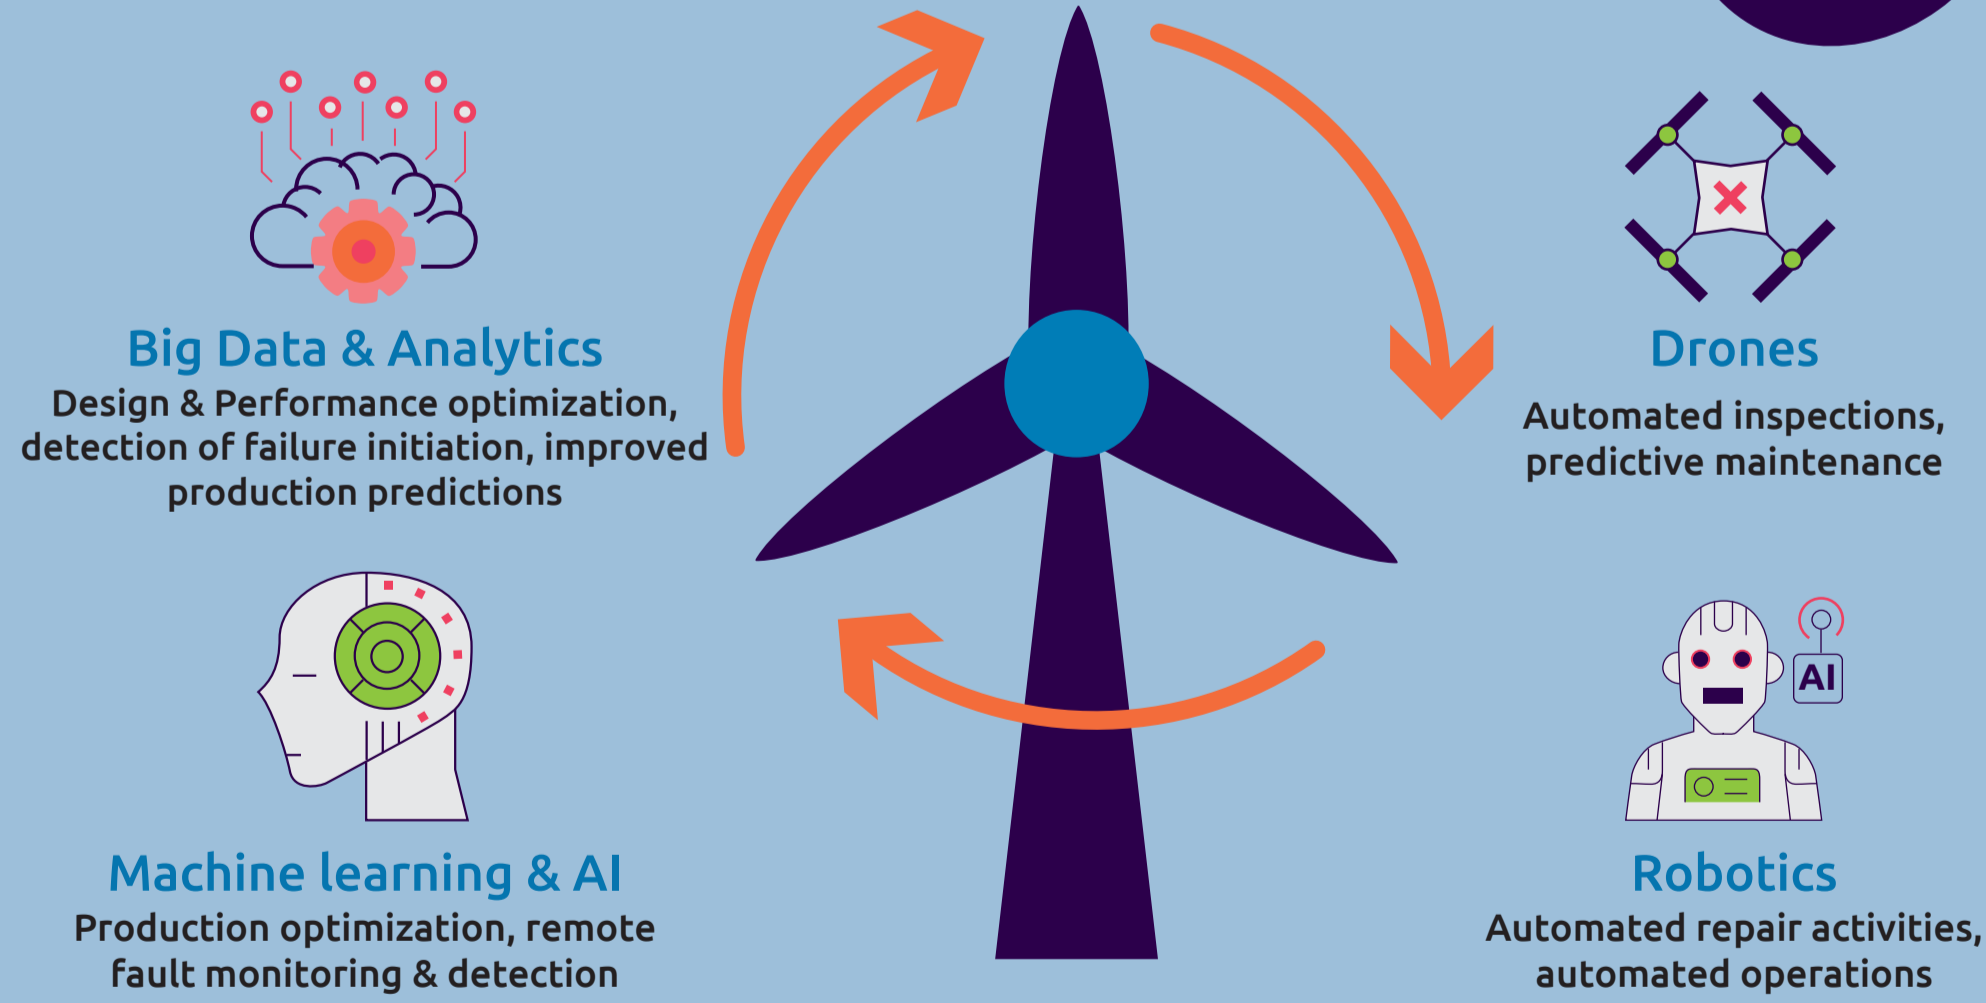 Big Data & Analytics
Design & Performance optimization,
detection of failure initiation, improved
production predictions
Drones
Automated inspections,
predictive maintenance
Machine learning & AI
Production optimization, remote
fault monitoring & detection
AI
Robotics
Automated repair activities,
automated operations